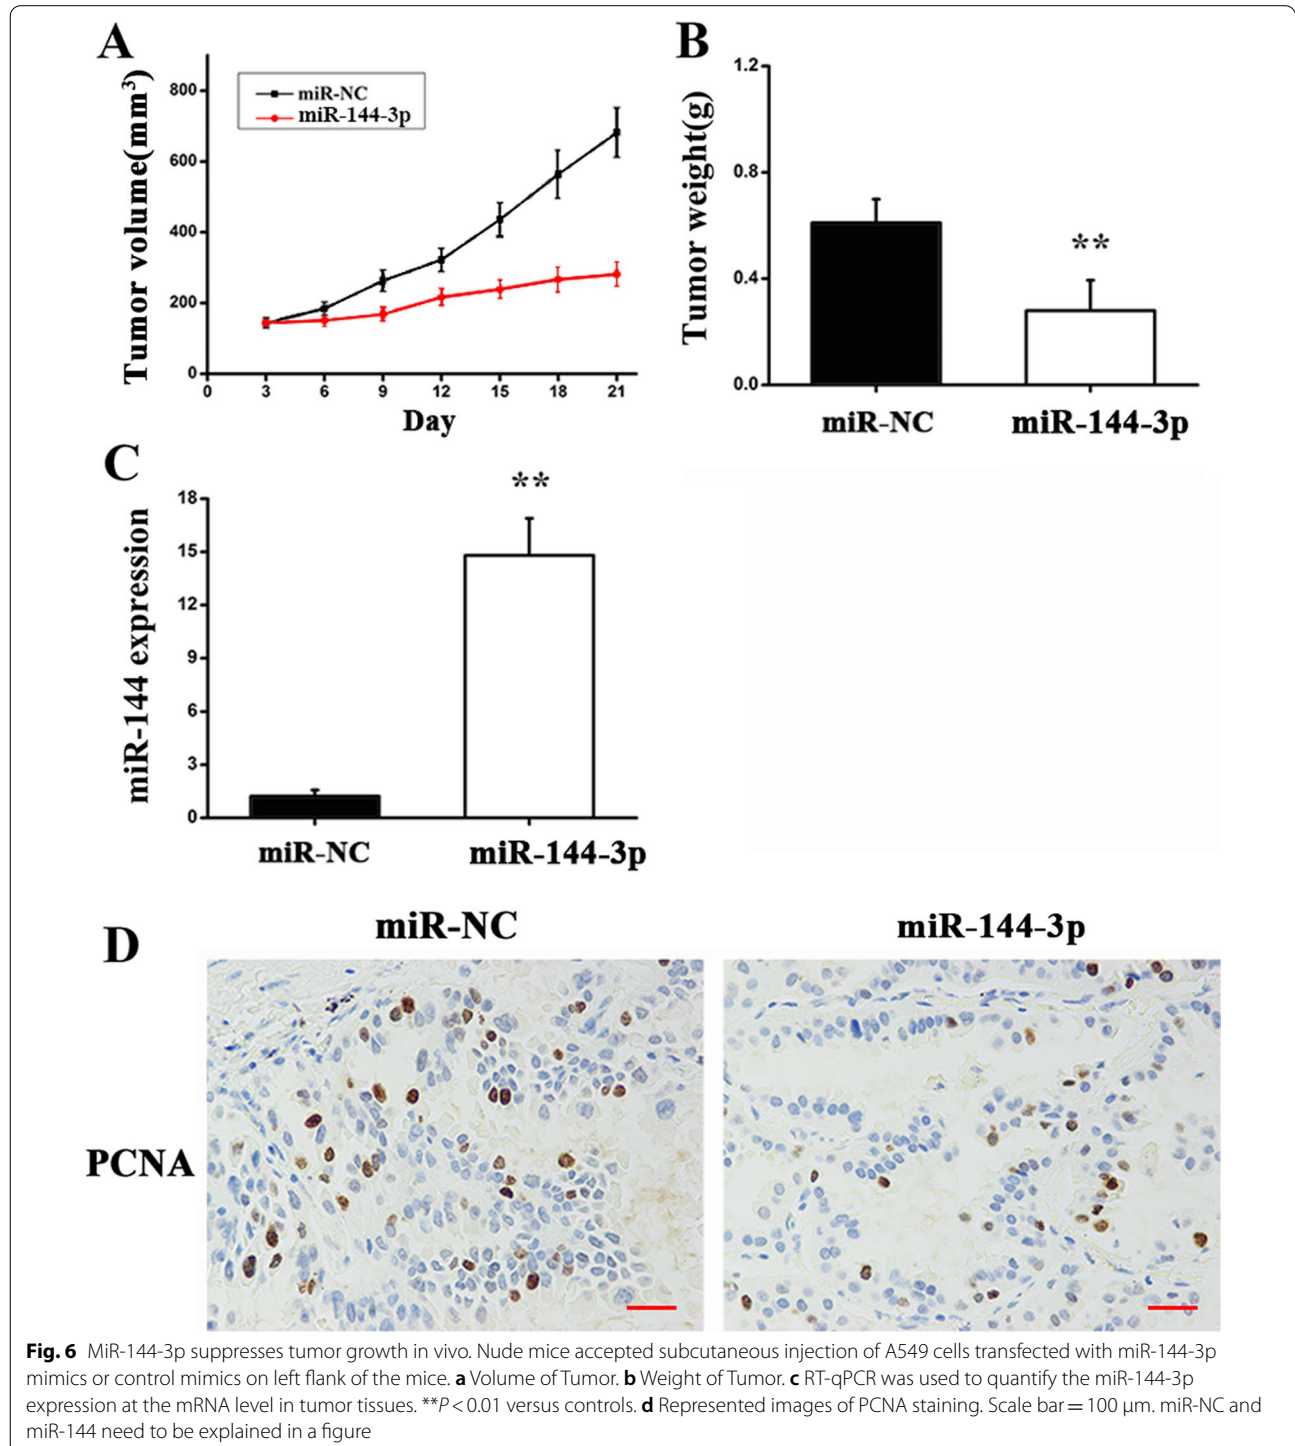 A
B
Tumor volume(mm3)
800
600
400
200
0
miR-NC
miR-144-3p
0 3 6 9 12 15 18 21
Day
Tumor weight(g)
1.2
0.8
0.4
0.0
**
miR-NC miR-144-3p
C
miR-144 expression
18
15
12
9
6
3
0
**
miR-NC miR-144-3p
D
miR-NC miR-144-3p
PCNA
Fig. 6 MiR-144-3p suppresses tumor growth in vivo. Nude mice accepted subcutaneous injection of A549 cells transfected with miR-144-3p
mimics or control mimics on left flank of the mice. a Volume of Tumor. b Weight of Tumor. c RT-qPCR was used to quantify the miR-144-3p
expression at the mRNA level in tumor tissues. **P < 0.01 versus controls. d Represented images of PCNA staining. Scale bar = 100 μm. miR-NC and
miR-144 need to be explained in a figure